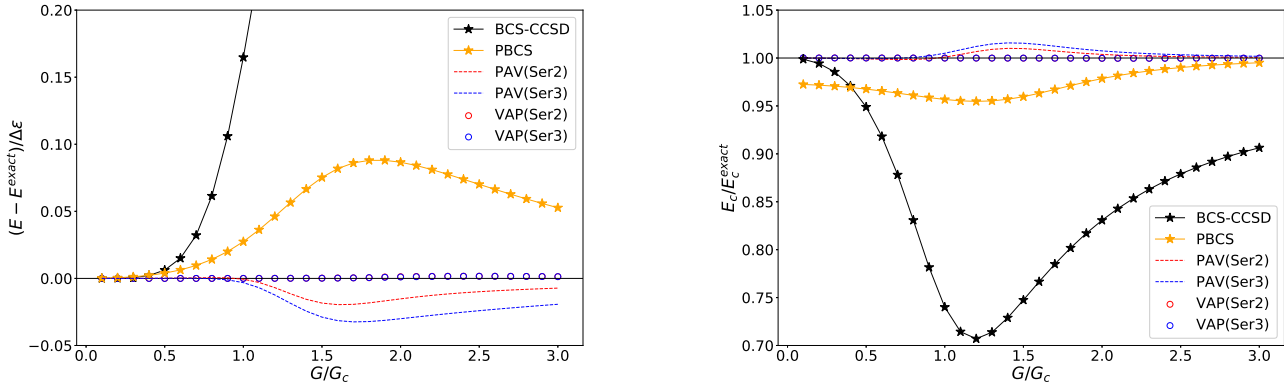 (E − E^{exact})/Δε
0.20
0.15
0.10
0.05
0.00
−0.05
0.0 0.5 1.0 1.5 2.0 2.5 3.0
G/G_c
BCS-CCSD
PBCS
PAV(Ser2)
PAV(Ser3)
VAP(Ser2)
VAP(Ser3)
E_c/E_c^{exact}
1.05
1.00
0.95
0.90
0.85
0.80
0.75
0.70
0.0 0.5 1.0 1.5 2.0 2.5 3.0
G/G_c
BCS-CCSD
PBCS
PAV(Ser2)
PAV(Ser3)
VAP(Ser2)
VAP(Ser3)